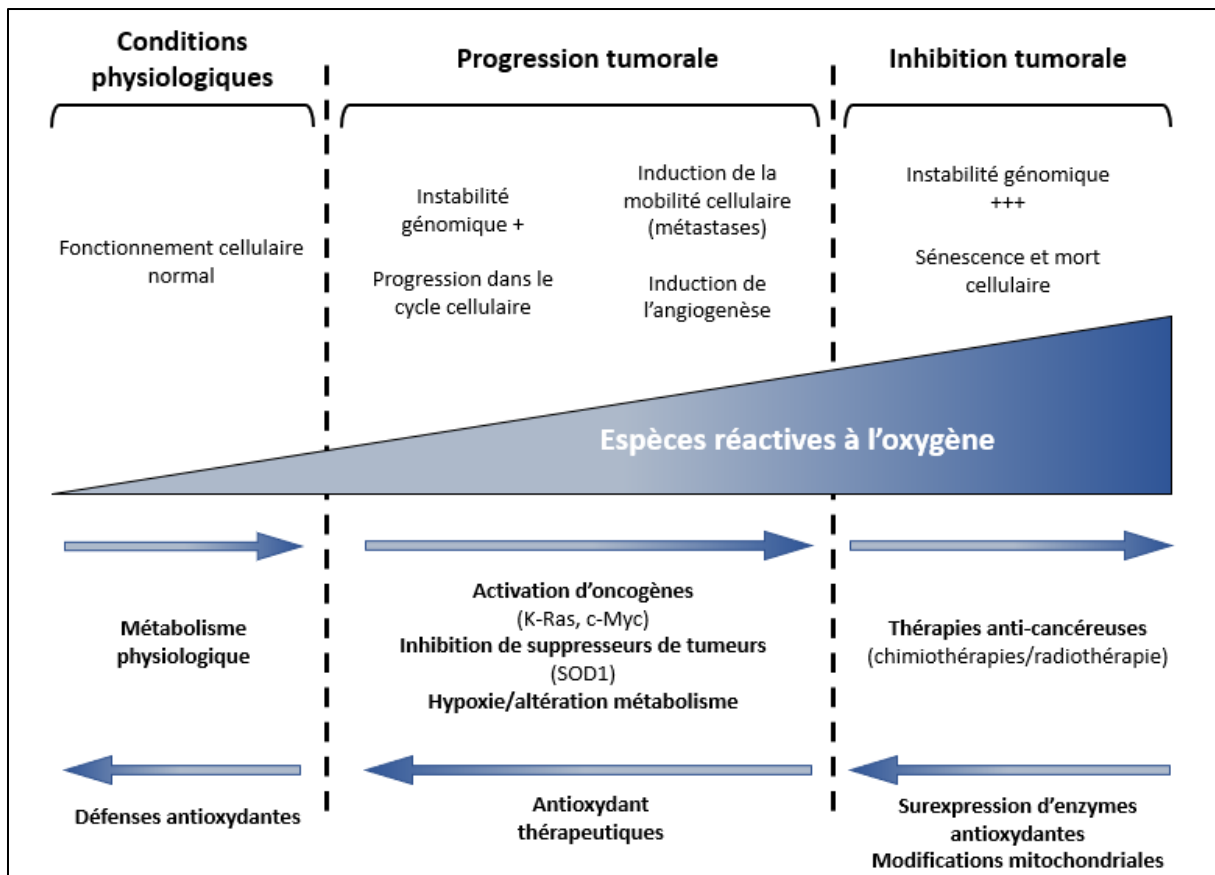 Conditions
physiologiques
Progression tumorale
Inhibition tumorale
Fonctionnement cellulaire
normal
Instabilité
génomique +
Progression dans le
cycle cellulaire
Induction de la
mobilité cellulaire
(métastases)
Induction de
l’angiogenèse
Instabilité génomique
+++
Sénescence et mort
cellulaire
Espèces réactives à l’oxygène
Métabolisme
physiologique
Activation d’oncogènes
(K-Ras, c-Myc)
Inhibition de suppresseurs de tumeurs
(SOD1)
Hypoxie/altération métabolisme
Thérapies anti-cancéreuses
(chimiothérapies/radiothérapie)
Défenses antioxydantes
Antioxydant
thérapeutiques
Surexpression d’enzymes
antioxydantes
Modifications mitochondriales